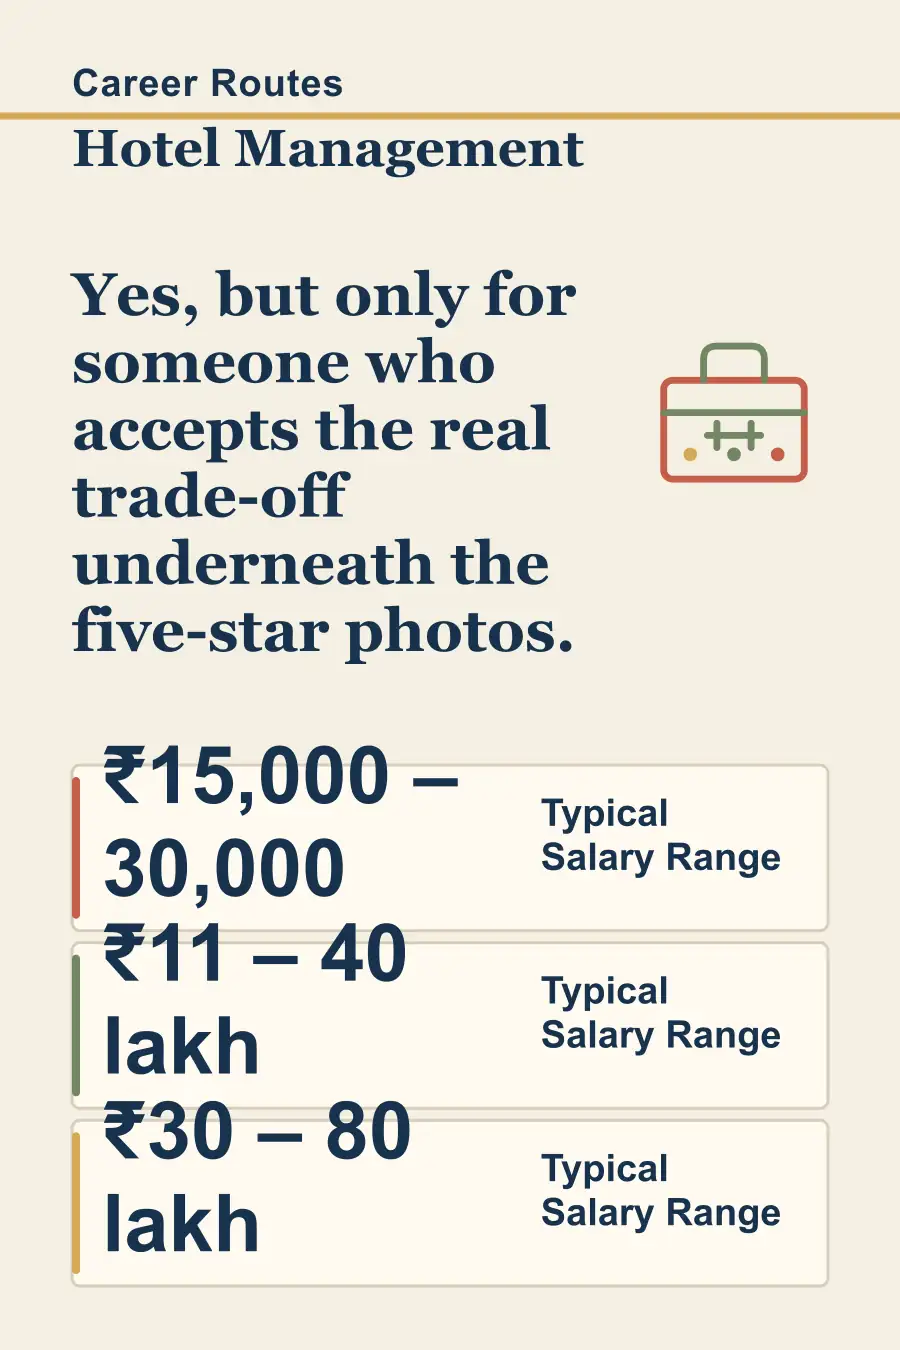 Career Routes
Hotel Management
Yes, but only for
someone who
accepts the real
trade-off
underneath the
five-star photos.
₹15,000 –
30,000
Typical
Salary Range
₹11 – 40
lakh
Typical
Salary Range
₹30 – 80
lakh
Typical
Salary Range